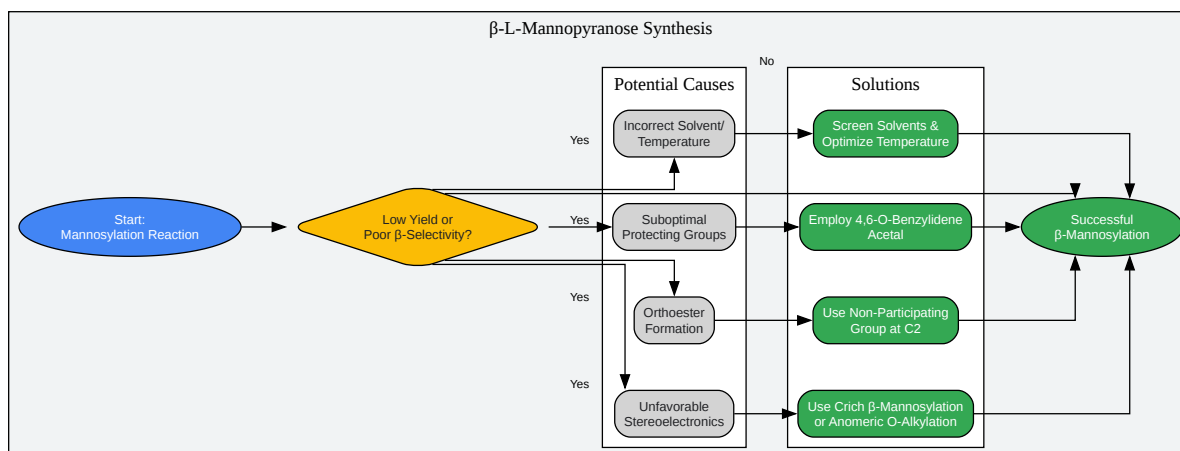 β-L-Mannopyranose Synthesis
Potential Causes
No
Solutions
Start:
Mannosylation Reaction
Low Yield or
Poor β-Selectivity?
Yes
Incorrect Solvent/
Temperature
Screen Solvents &
Optimize Temperature
Yes
Suboptimal
Protecting Groups
Employ 4,6-O-Benzylidene
Acetal
Successful
β-Mannosylation
Yes
Orthoester
Formation
Use Non-Participating
Group at C2
Yes
Unfavorable
Stereoelectronics
Use Crich β-Mannosylation
or Anomeric O-Alkylation